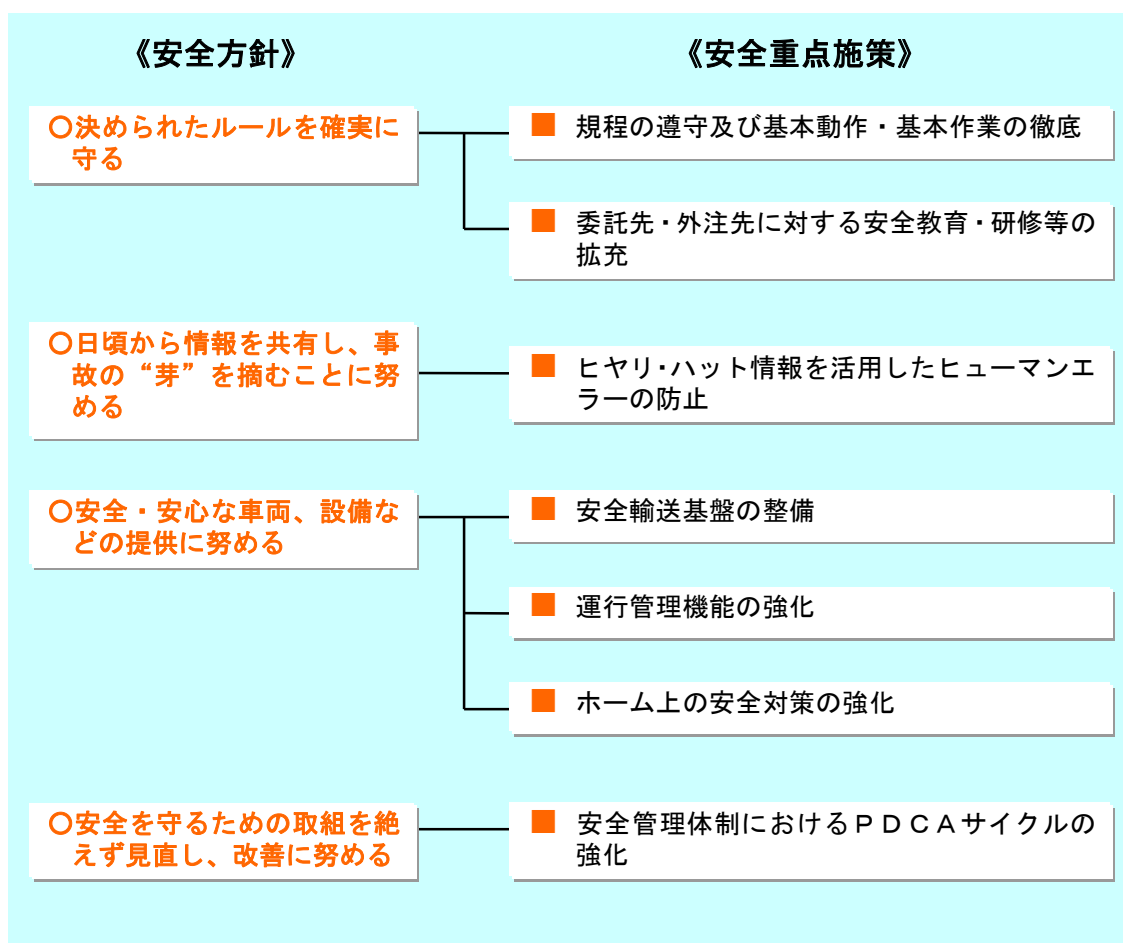 《安全方針》
《安全重点施策》
〇決められたルールを確実に
守る
■ 規程の遵守及び基本動作・基本作業の徹底
■ 委託先・外注先に対する安全教育・研修等の
拡充
〇日頃から情報を共有し、事
故の“芽”を摘むことに努
める
■ ヒヤリ・ハット情報を活用したヒューマンエ
ラーの防止
〇安全・安心な車両、設備な
どの提供に努める
■ 安全輸送基盤の整備
■ 運行管理機能の強化
■ ホーム上の安全対策の強化
〇安全を守るための取組を絶
えず見直し、改善に努める
■ 安全管理体制におけるＰＤＣＡサイクルの
強化